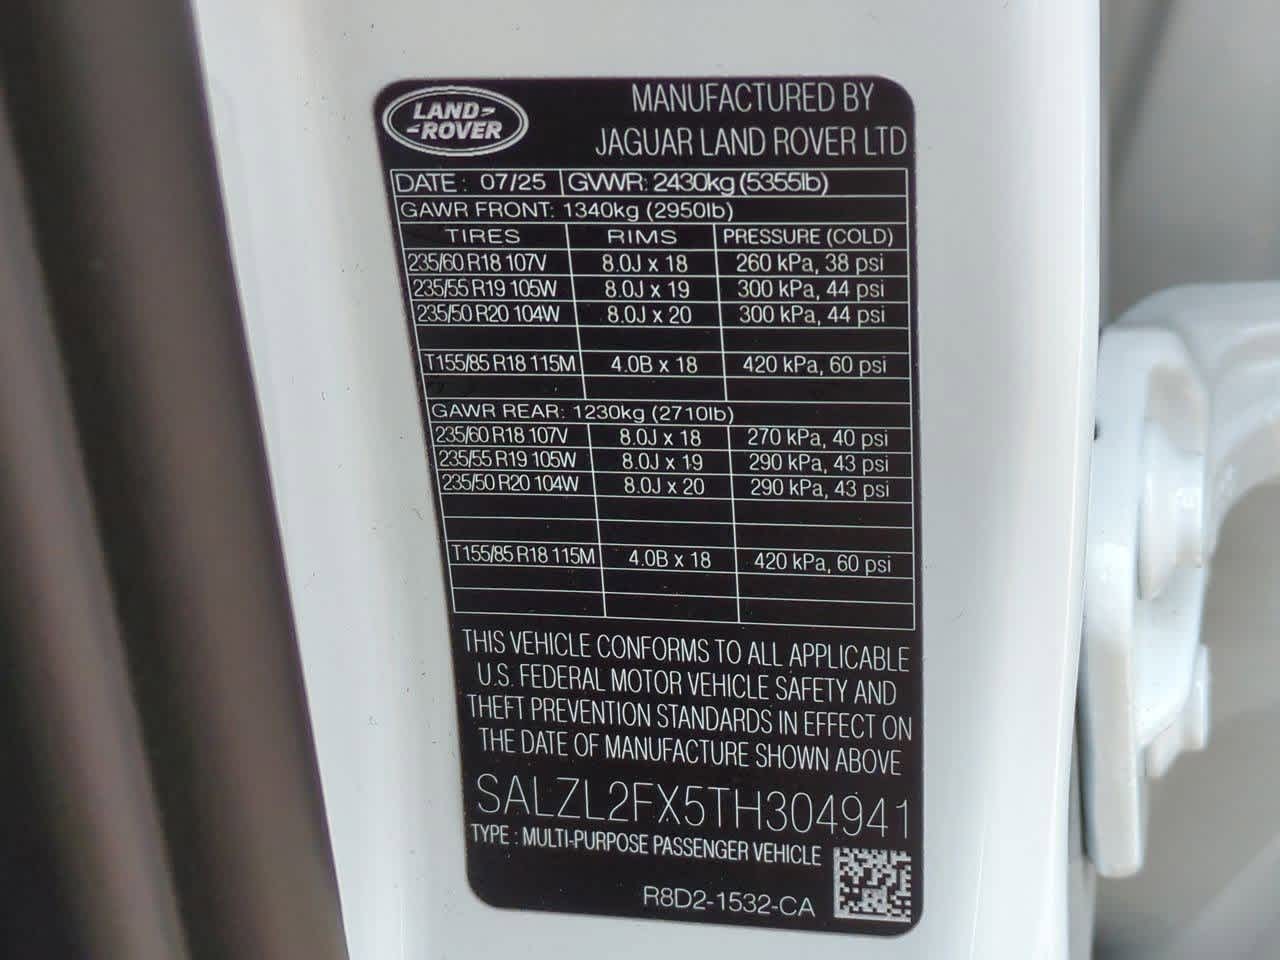 LAND-
-ROVER
MANUFACTURED BY
JAGUAR LAND ROVER LTD
DATE: 07/25 GVWR: 2430kg (5355lb)
GAWR FRONT: 1340kg (2950lb)
TIRES RIMS PRESSURE (COLD)
235/60 R18 107V 8.0J x 18 260 kPa, 38 psi
235/55 R19 105W 8.0J x 19 300 kPa, 44 psi
235/50 R20 104W 8.0J x 20 300 kPa, 44 psi
T155/85 R18 115M 4.0B x 18 420 kPa, 60 psi
GAWR REAR: 1230kg (2710lb)
235/60 R18 107V 8.0J x 18 270 kPa, 40 psi
235/55 R19 105W 8.0J x 19 290 kPa, 43 psi
235/50 R20 104W 8.0J x 20 290 kPa, 43 psi
T155/85 R18 115M 4.0B x 18 420 kPa, 60 psi
THIS VEHICLE CONFORMS TO ALL APPLICABLE
U.S. FEDERAL MOTOR VEHICLE SAFETY AND
THEFT PREVENTION STANDARDS IN EFFECT ON
THE DATE OF MANUFACTURE SHOWN ABOVE
SALZL2FX5TH304941
TYPE : MULTI-PURPOSE PASSENGER VEHICLE
R8D2-1532-CA